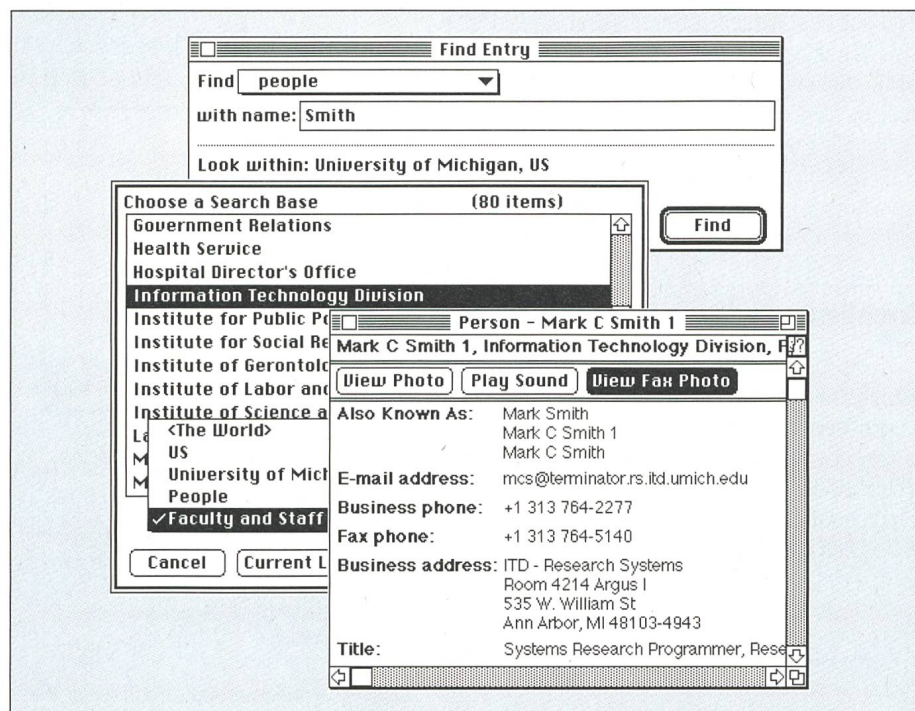 Find Entry
Find people
with name: Smith
Look within: University of Michigan, US
Find
Choose a Search Base (80 items)
Government Relations
Health Service
Hospital Director's Office
Information Technology Division
Institute for Public
Institute for Social
Institute of
Institute of Labor and
Institute of Science
<The World>
US
University of
People
✓Faculty and Staff
Cancel
Current
Person - Mark C Smith 1
Mark C Smith 1, Information Technology Division,
View Photo
Play Sound
View Fax Photo
Also Known As: Mark Smith
Mark C Smith 1
Mark C Smith
E-mail address: mcs@terminator.rs.itd.umich.edu
Business phone: +1 313 764-2277
Fax phone: +1 313 764-5140
Business address: ITD - Research Systems
Room 4214 Argus I
535 W. William St
Ann Arbor, MI 48103-4943
Title: Systems Research Programmer,